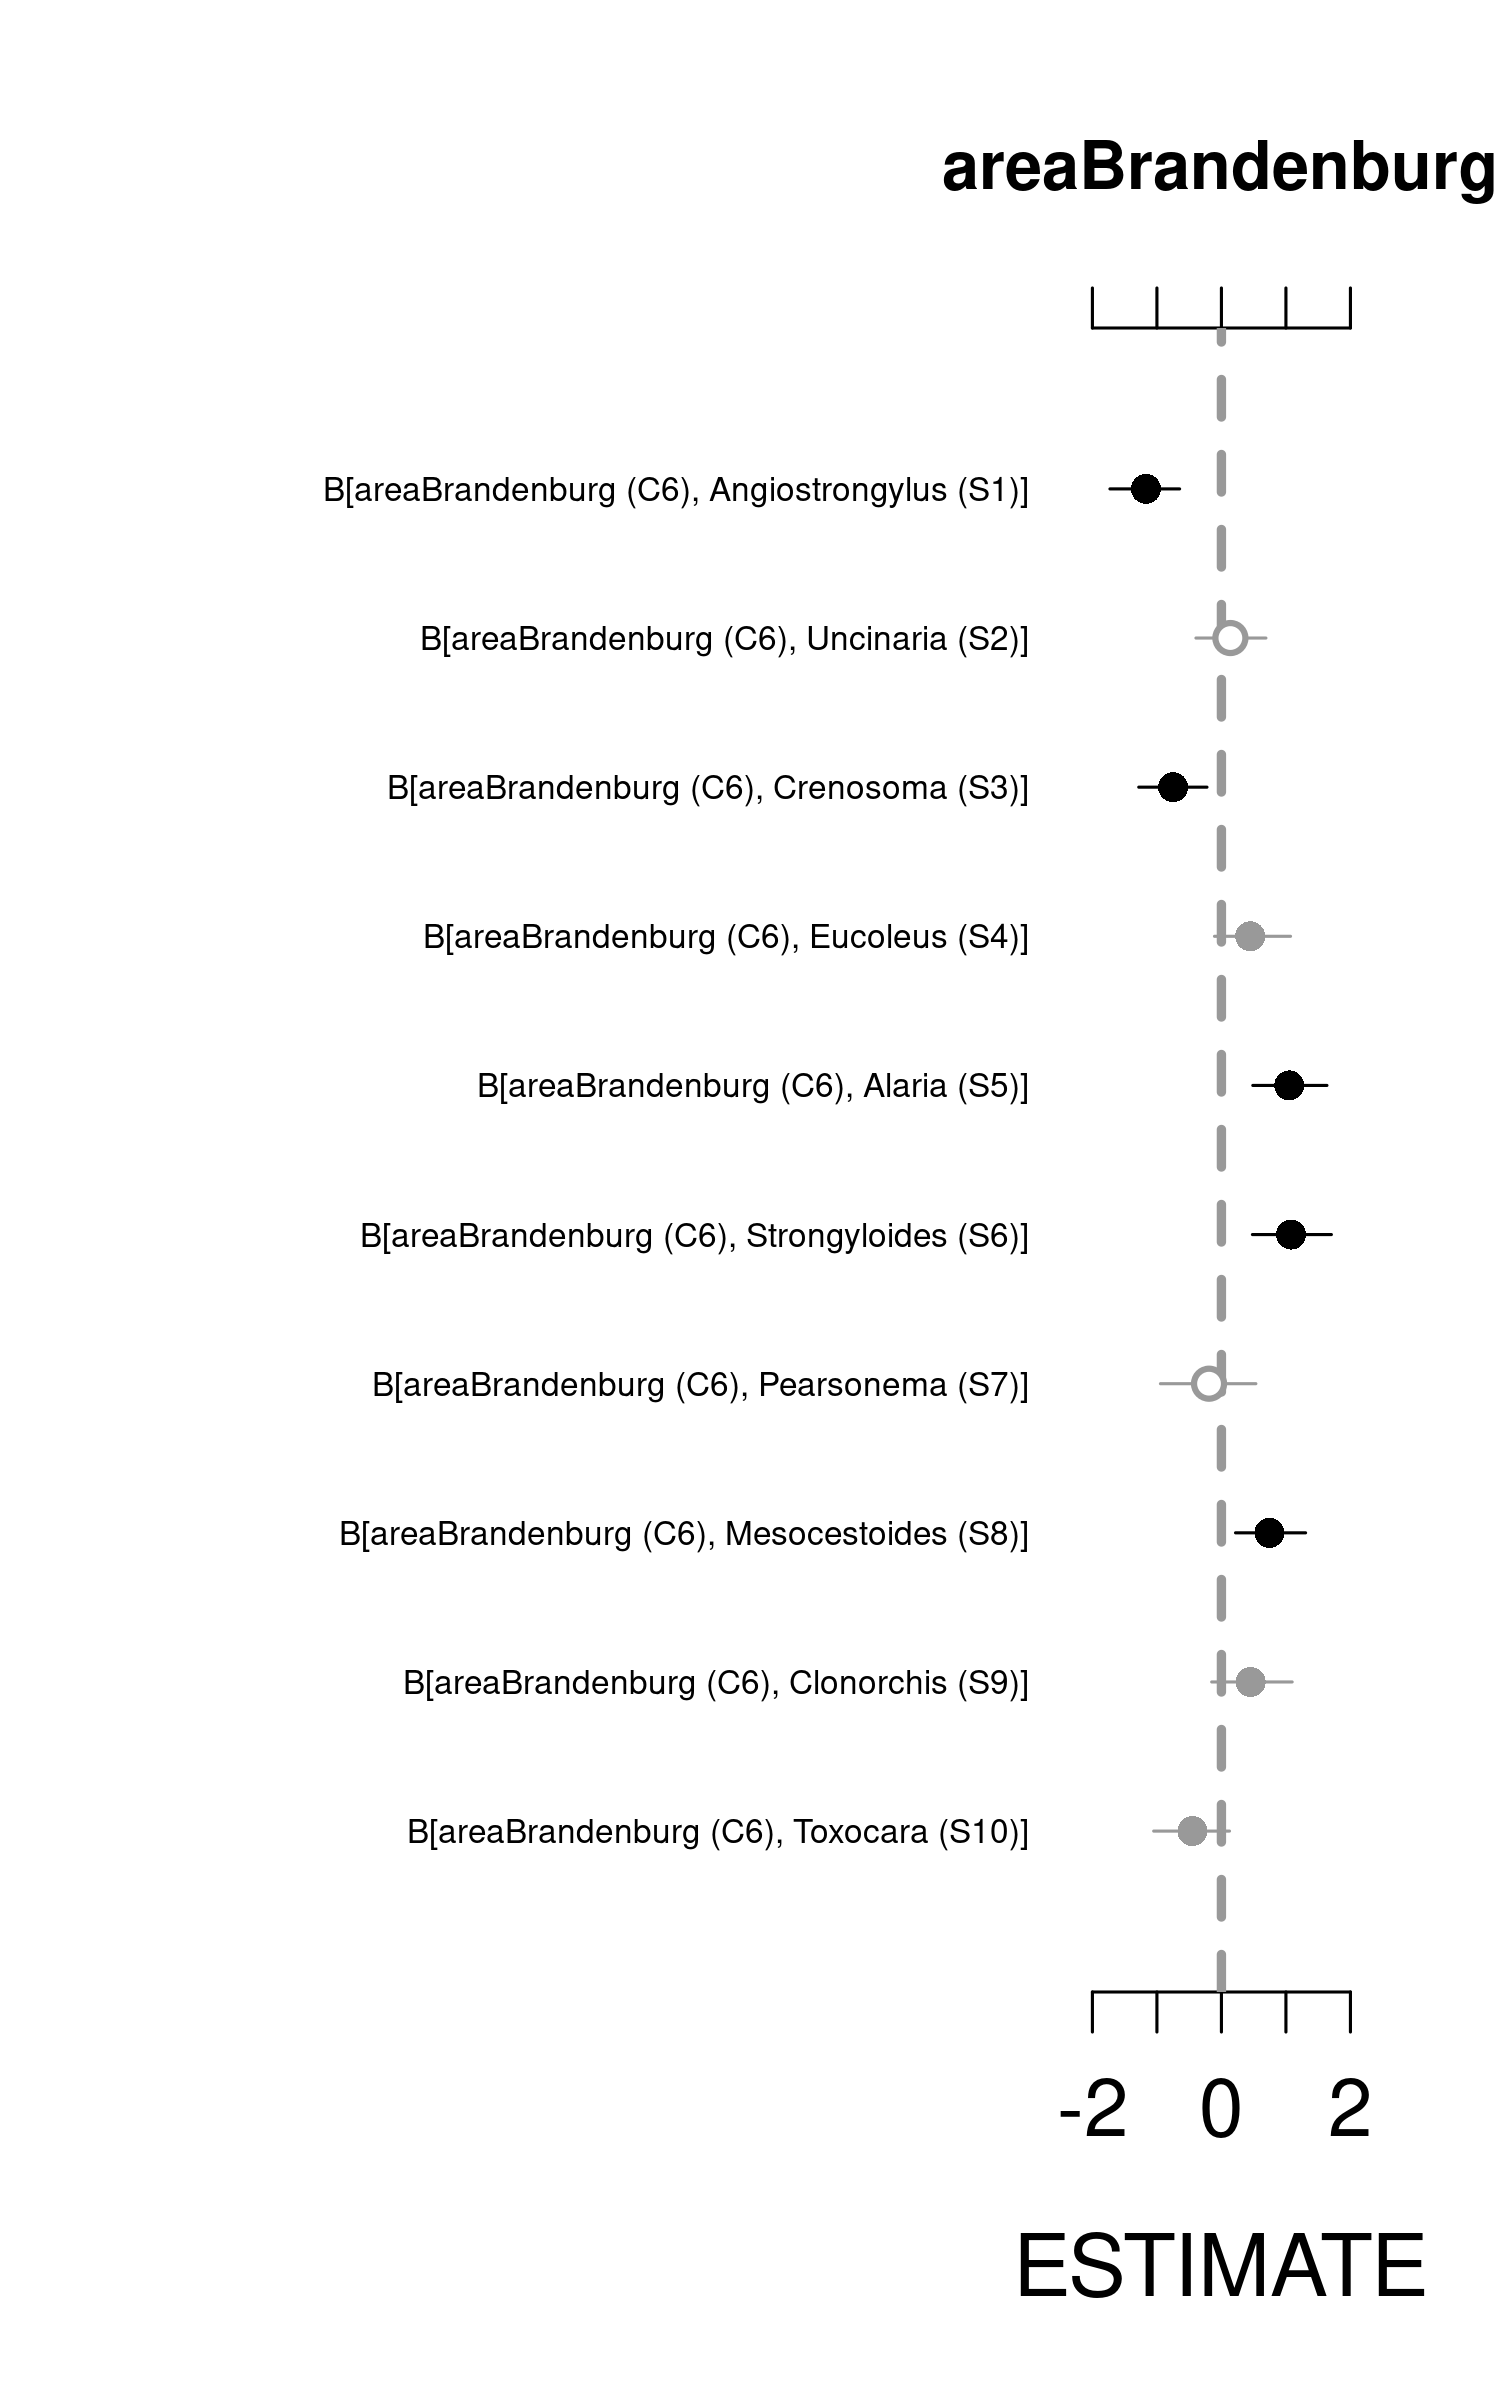 areaBrandenburg
B[areaBrandenburg (C6), Angiostrongylus (S1)]
B[areaBrandenburg (C6), Uncinaria (S2)]
B[areaBrandenburg (C6), Crenosoma (S3)]
B[areaBrandenburg (C6), Eucoleus (S4)]
B[areaBrandenburg (C6), Alaria (S5)]
B[areaBrandenburg (C6), Strongyloides (S6)]
B[areaBrandenburg (C6), Pearsonema (S7)]
B[areaBrandenburg (C6), Mesocestoides (S8)]
B[areaBrandenburg (C6), Clonorchis (S9)]
B[areaBrandenburg (C6), Toxocara (S10)]
-2 0 2
ESTIMATE